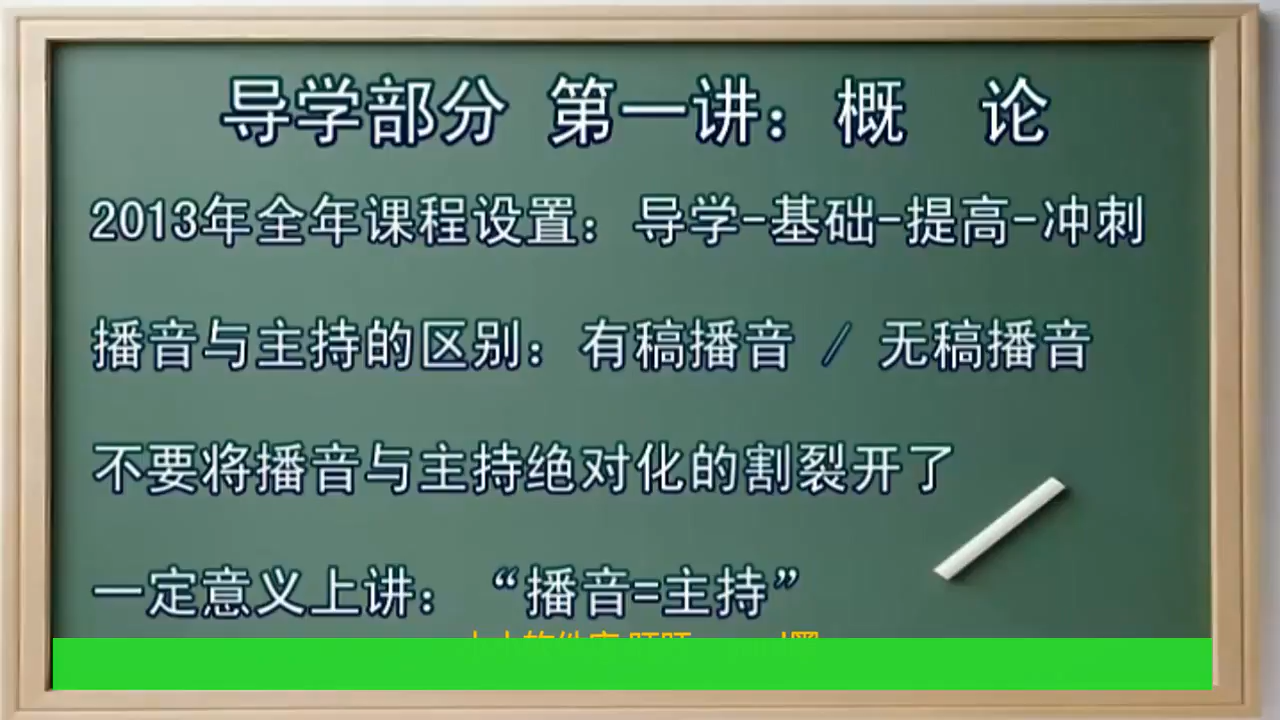 导学部分 第一讲：概 论
2013年全年课程设置：导学-基础-提高-冲刺
播音与主持的区别：有稿播音 / 无稿播音
不要将播音与主持绝对化的割裂开了
一定意义上讲：“播音=主持”